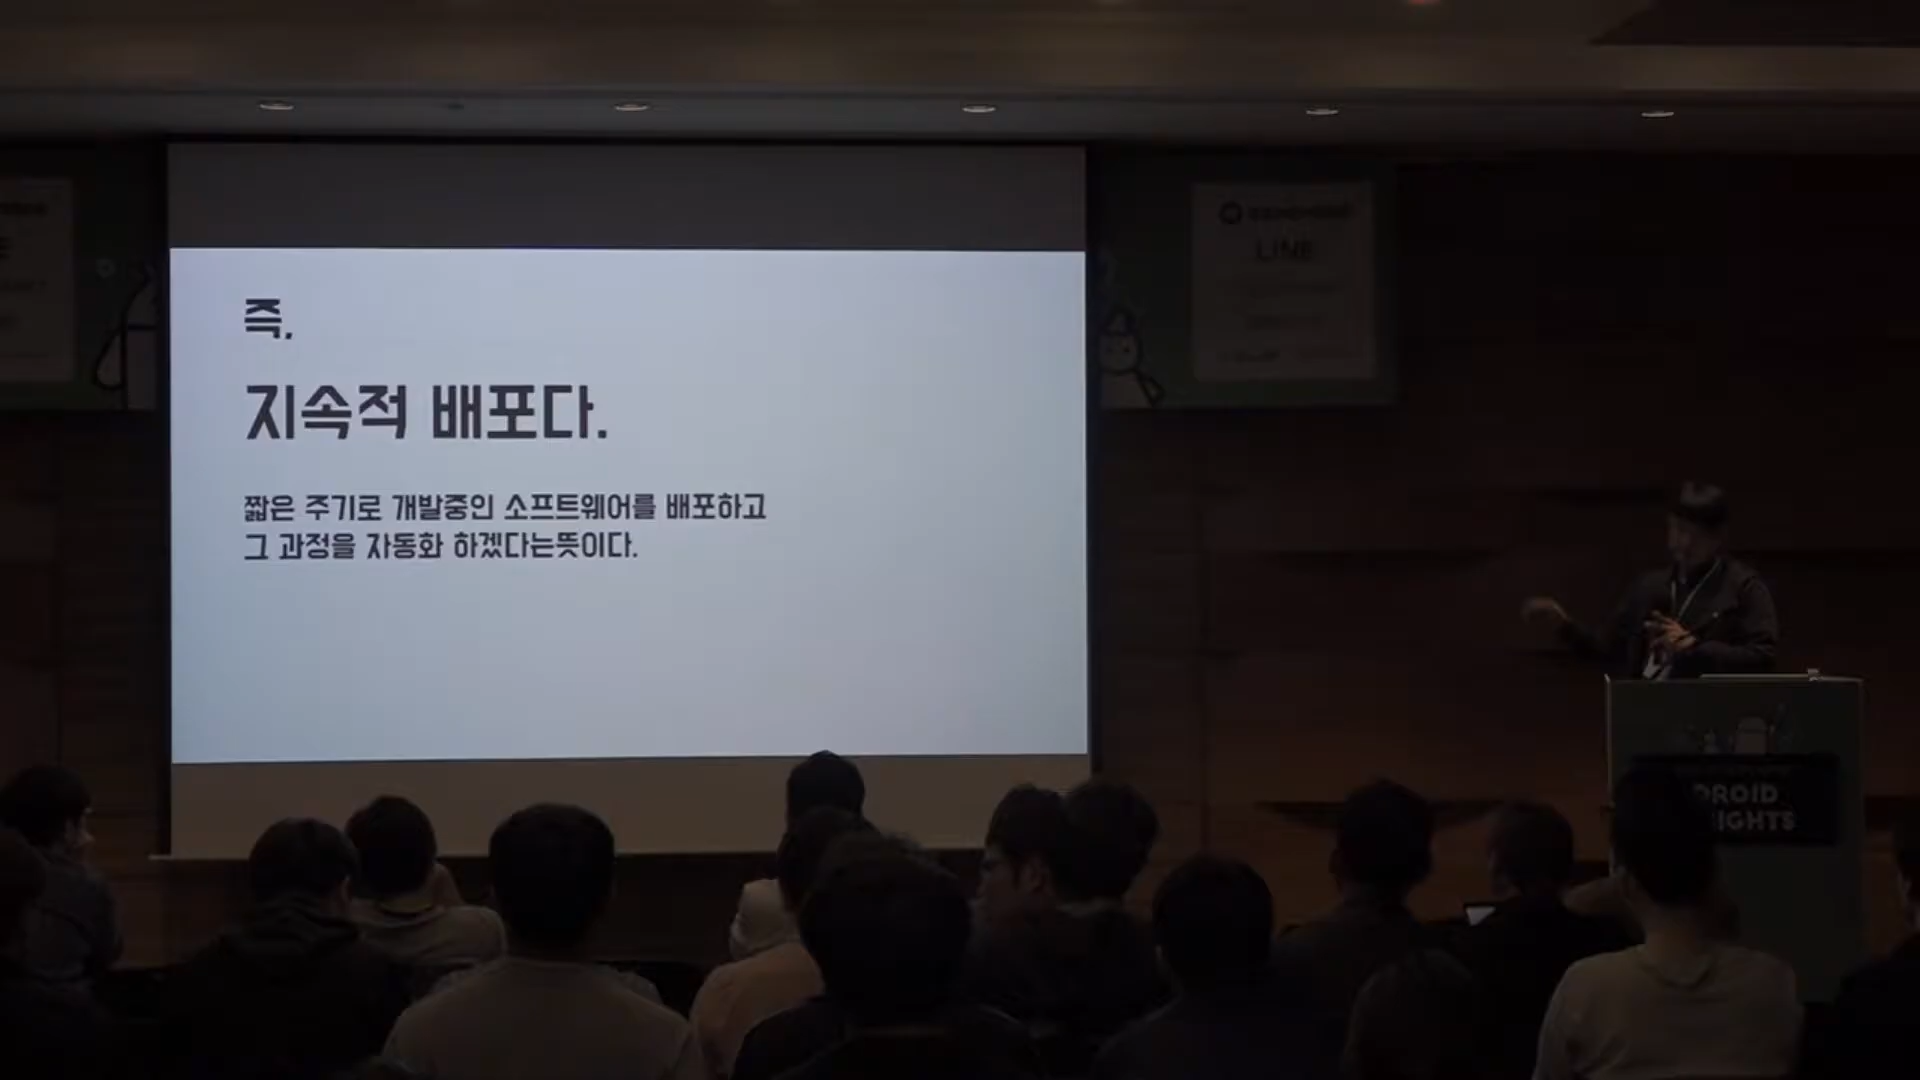 즉.
지속적 배포다.
짧은 주기로 개발중인 소프트웨어를 배포하고
그 과정을 자동화 하겠다는뜻이다.
LINE
DROID
IGHTS